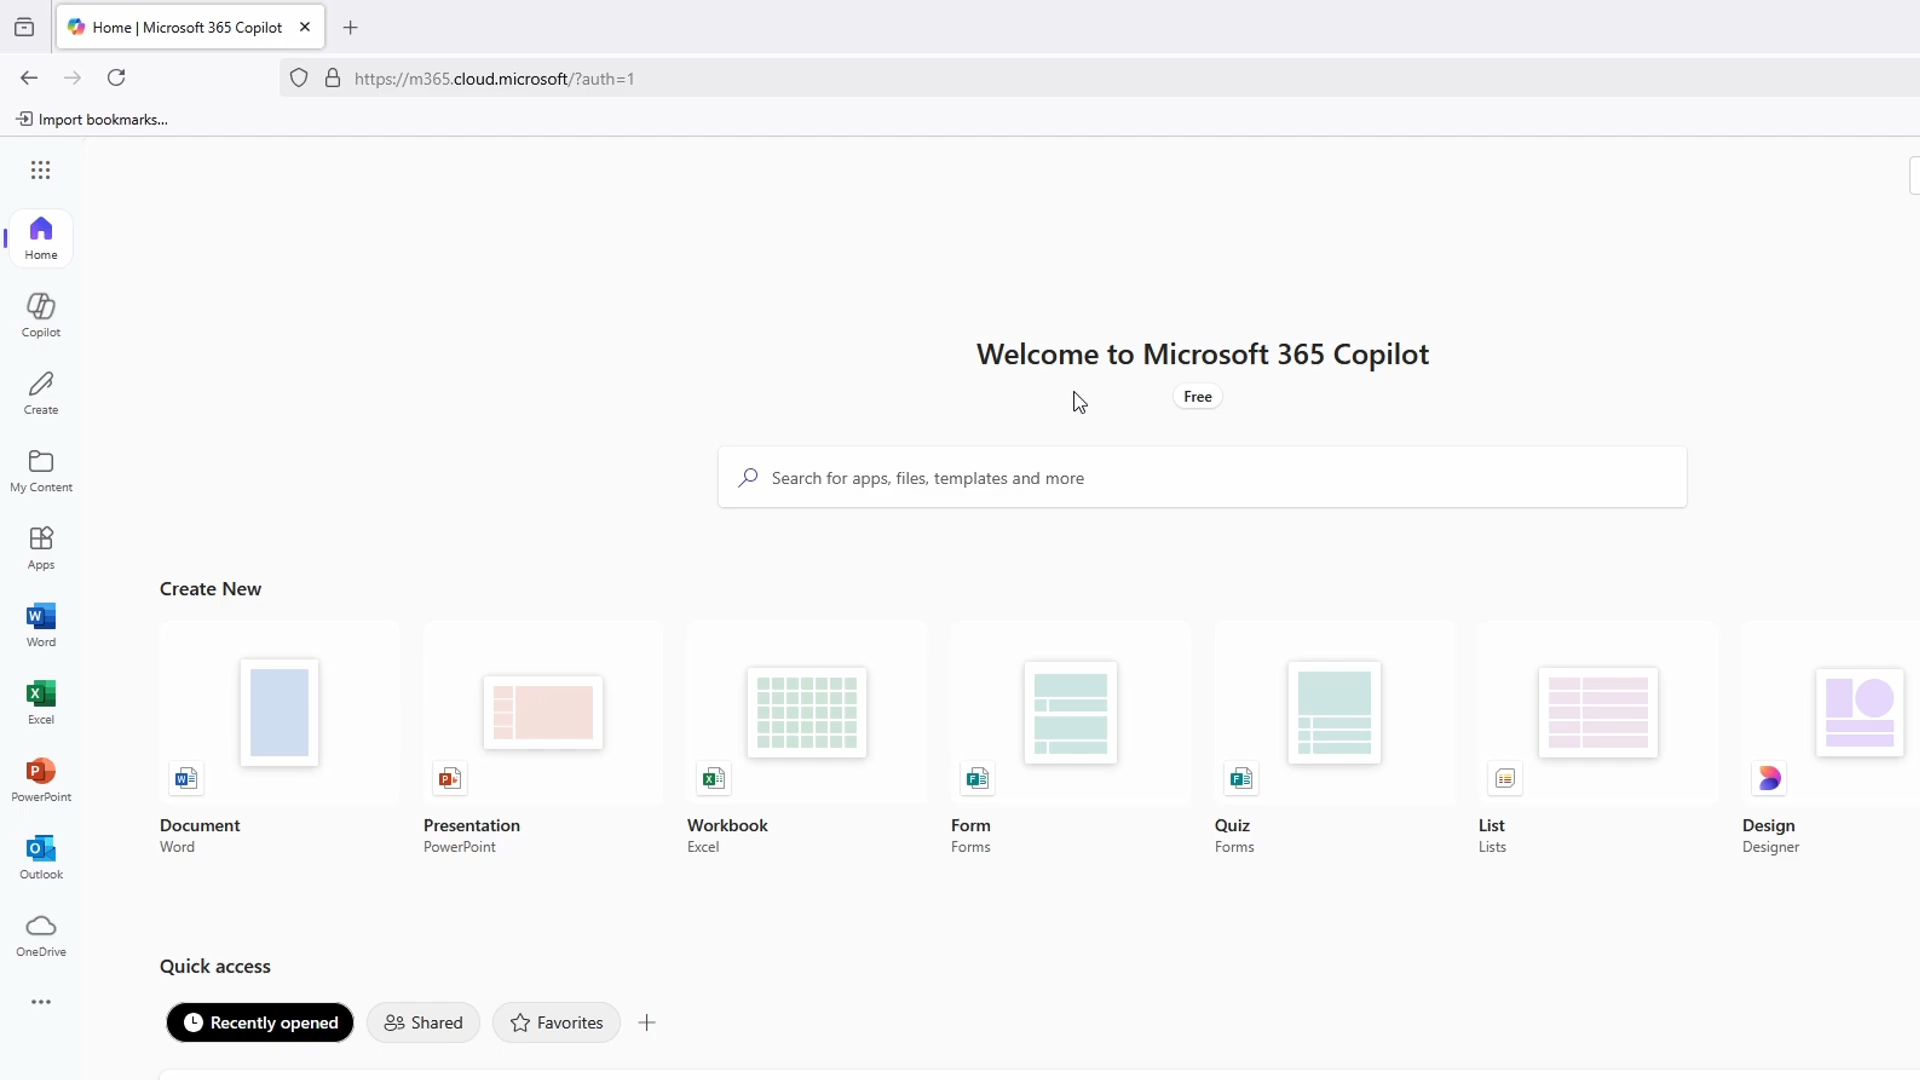 Home | Microsoft 365 Copilot
https://m365.cloud.microsoft/?auth=1
Import bookmarks...
Home
Copilot
Create
My Content
Apps
Word
Excel
PowerPoint
Outlook
OneDrive
Welcome to Microsoft 365 Copilot
Free
Search for apps, files, templates and more
Create New
Document
Word
Presentation
PowerPoint
Workbook
Excel
Form
Forms
Quiz
Forms
List
Lists
Design
Designer
Quick access
Recently opened
Shared
Favorites